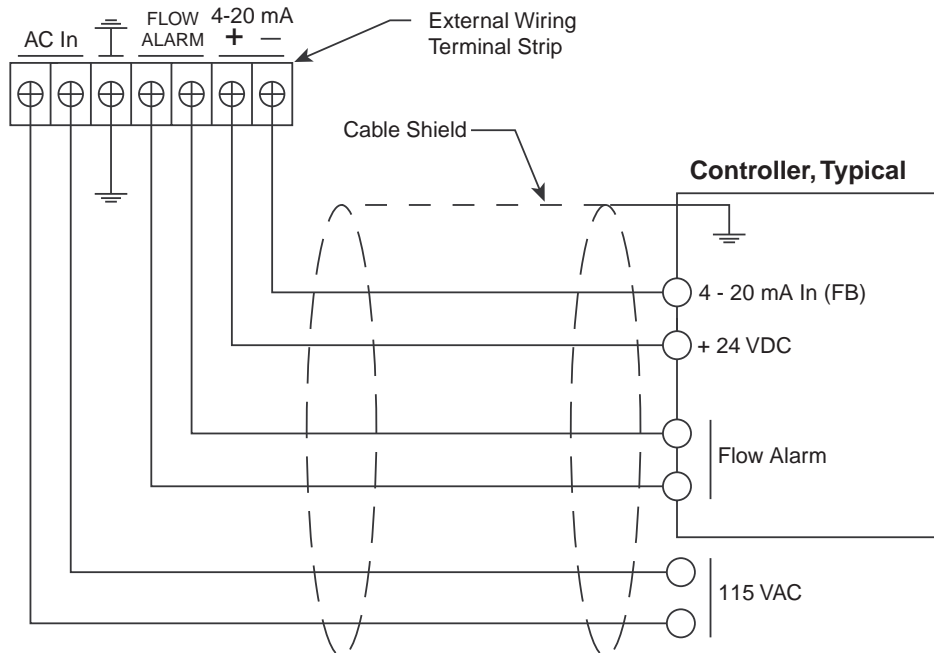 AC In
FLOW
ALARM
4-20 mA
+ –
External Wiring
Terminal Strip
Cable Shield
Controller, Typical
4 - 20 mA In (FB)
+ 24 VDC
Flow Alarm
115 VAC